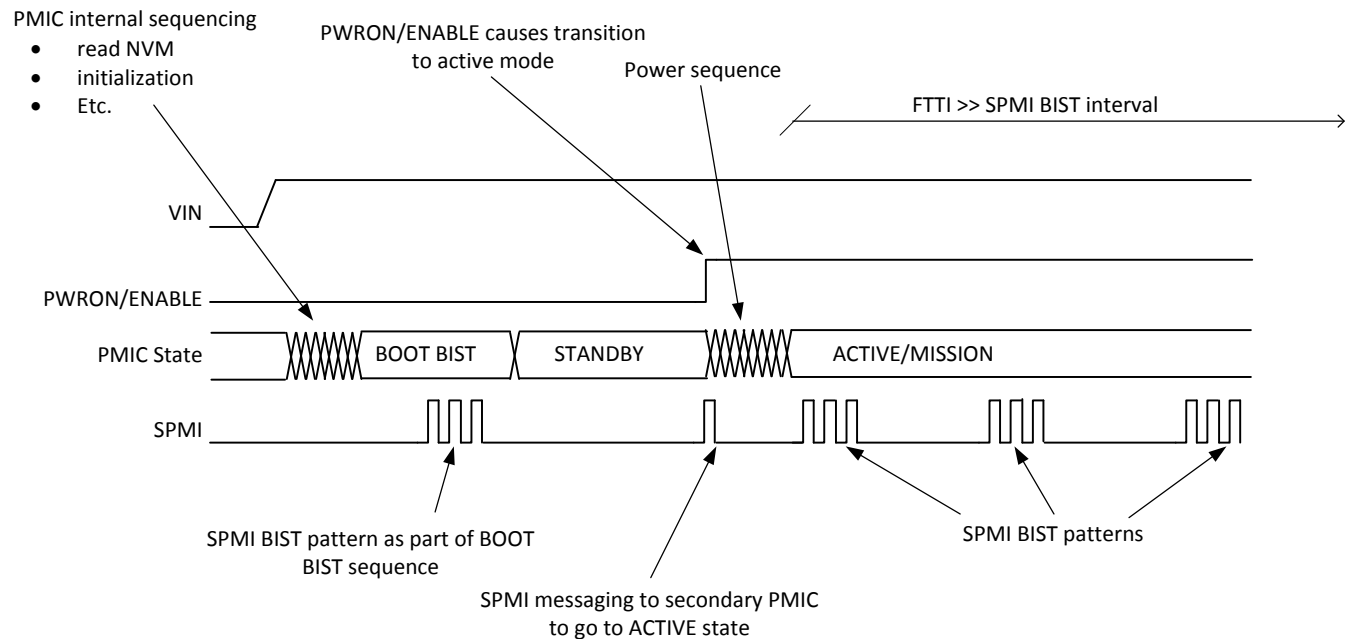 PMIC internal sequencing
• read NVM
• initialization
• Etc.
PWRON/ENABLE causes transition
to active mode
Power sequence
FTTI >> SPMI BIST interval
VIN
PWRON/ENABLE
PMIC State
BOOT BIST
STANDBY
ACTIVE/MISSION
SPMI
SPMI BIST pattern as part of BOOT
BIST sequence
SPMI messaging to secondary PMIC
to go to ACTIVE state
SPMI BIST patterns